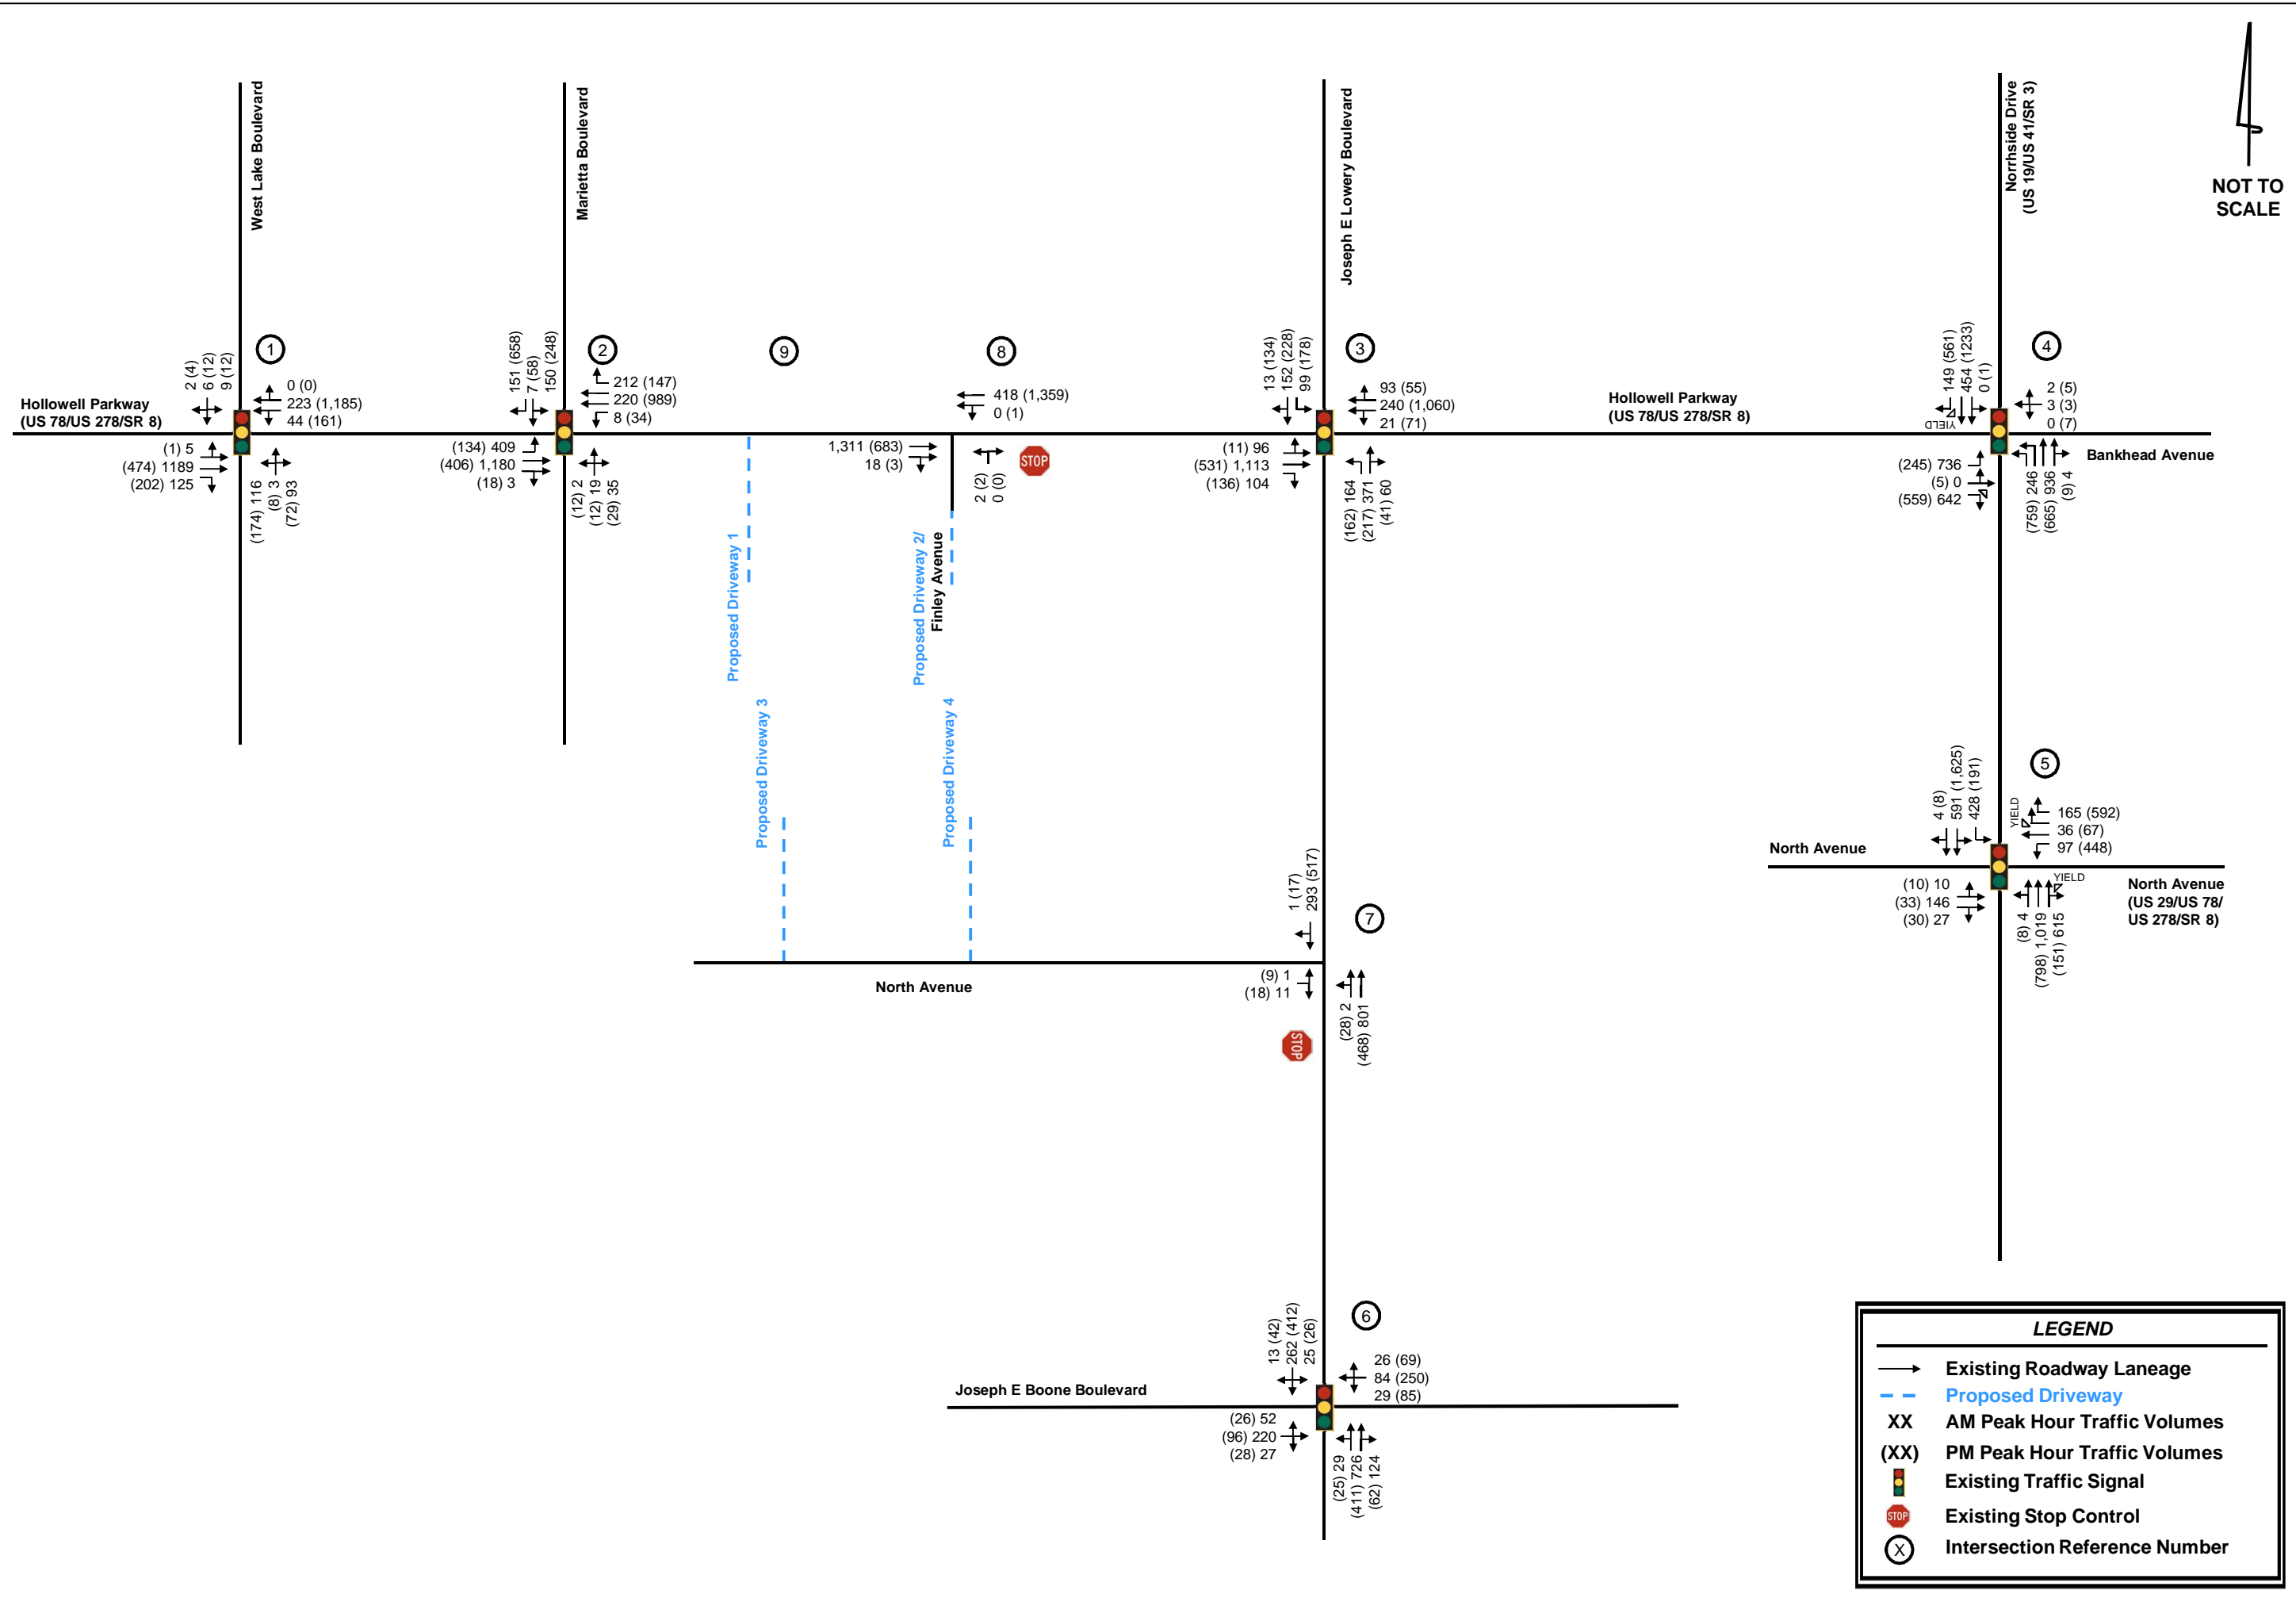 West Lake Boulevard
Marietta Boulevard
Joseph E Lowery Boulevard
Norrhside Drive
(US 19/US 41/SR 3)
NOT TO
SCALE
Hollowell Parkway
(US 78/US 278/SR 8)
1
2 (4)
6 (12)
9 (12)
0 (0)
223 (1,185)
44 (161)
(1) 5
(474) 1189
(202) 125
(174) 116
(8) 3
(72) 93
2
151 (658)
7 (58)
150 (248)
212 (147)
220 (989)
8 (34)
(134) 409
(406) 1,180
(18) 3
(12) 2
(12) 19
(29) 35
9
8
418 (1,359)
0 (1)
1,311 (683)
18 (3)
2 (2)
0 (0)
STOP
Proposed Driveway 1
Proposed Driveway 2/
Finley Avenue
Proposed Driveway 3
Proposed Driveway 4
3
13 (134)
152 (228)
99 (178)
93 (55)
240 (1,060)
21 (71)
(11) 96
(531) 1,113
(136) 104
(162) 164
(217) 371
(41) 60
Hollowell Parkway
(US 78/US 278/SR 8)
4
149 (561)
454 (1233)
0 (1)
YIELD
2 (5)
3 (3)
0 (7)
Bankhead Avenue
(245) 736
(5) 0
(559) 642
(759) 246
(665) 936
(9) 4
5
4 (8)
591 (1,625)
428 (191)
YIELD
165 (592)
36 (67)
97 (448)
North Avenue
(10) 10
(33) 146
(30) 27
YIELD
(8) 4
(798) 1,019
(151) 615
North Avenue
(US 29/US 78/
US 278/SR 8)
7
1 (17)
293 (517)
North Avenue
(9) 1
(18) 11
(28) 2
(468) 801
STOP
6
13 (42)
262 (412)
25 (26)
26 (69)
84 (250)
29 (85)
Joseph E Boone Boulevard
(26) 52
(96) 220
(28) 27
(25) 29
(411) 726
(62) 124
LEGEND
Existing Roadway Laneage
Proposed Driveway
XX AM Peak Hour Traffic Volumes
(XX) PM Peak Hour Traffic Volumes
Existing Traffic Signal
STOP Existing Stop Control
X Intersection Reference Number